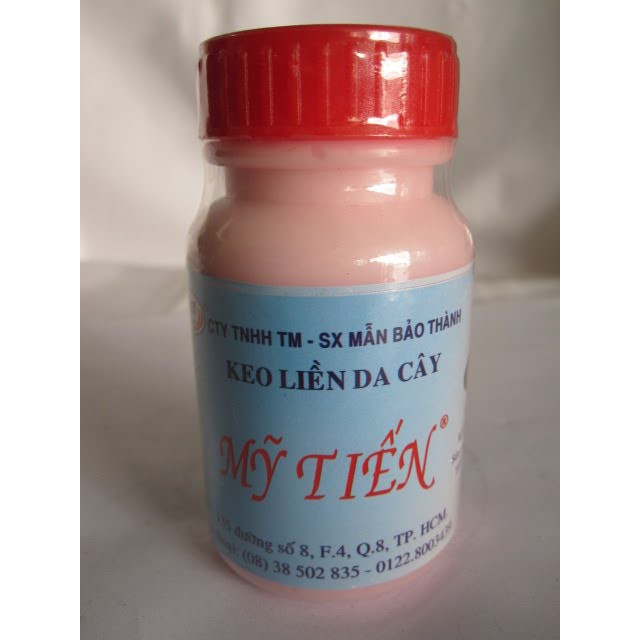 CTY TNHH TM - SX MẪN BẢO THÀNH
KEO LIỀN DA CÂY
MỸ TIẾN ®
đường số 8, F.4, Q.8, TP. HCM
(08) 38 502 835 - 0122.8003439